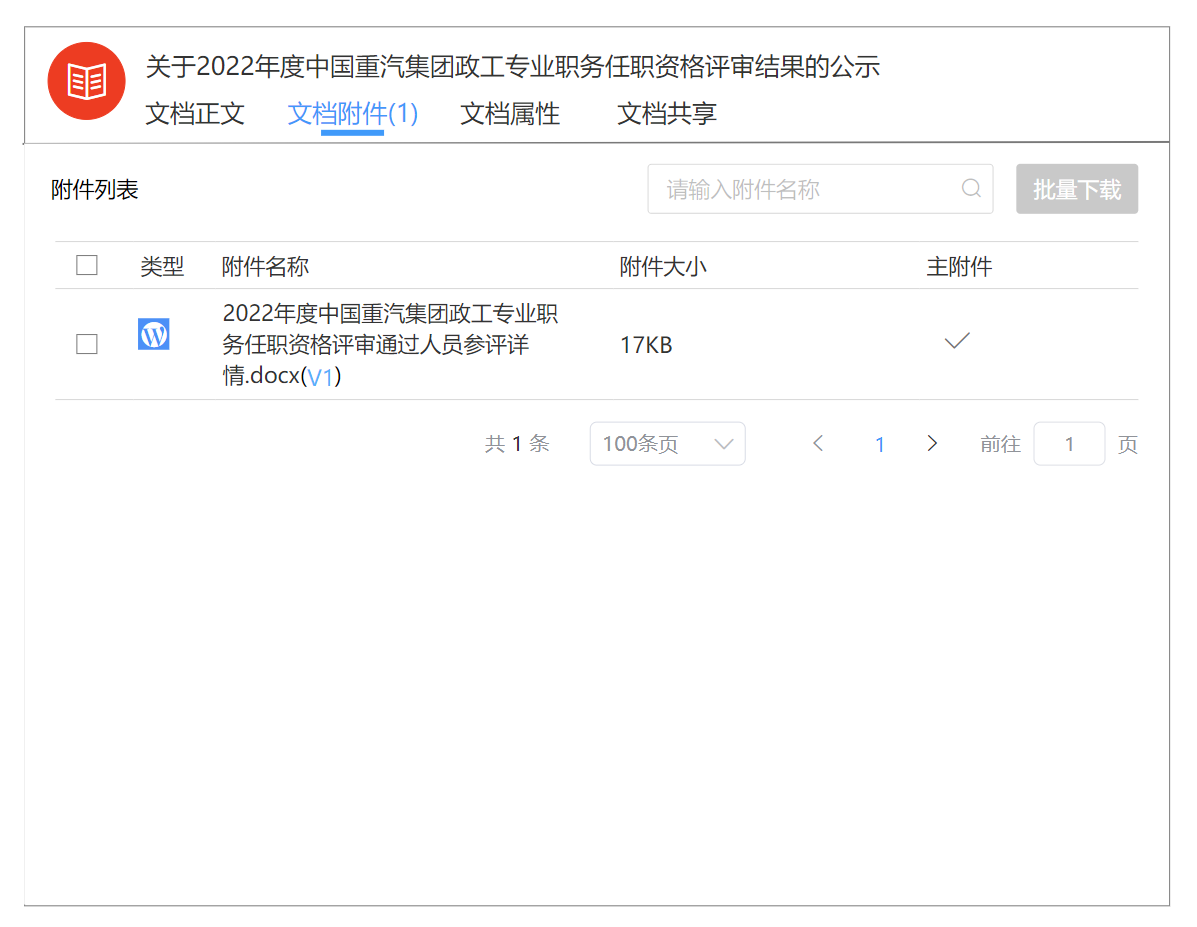 关于2022年度中国重汽集团政工专业职务任职资格评审结果的公示
文档正文 文档附件(1) 文档属性 文档共享
附件列表 请输入附件名称 批量下载
类型 附件名称 附件大小 主附件
2022年度中国重汽集团政工专业职
务任职资格评审通过人员参评详
情.docx(V1)
17KB
共 1 条 100条页 1 前往 1 页